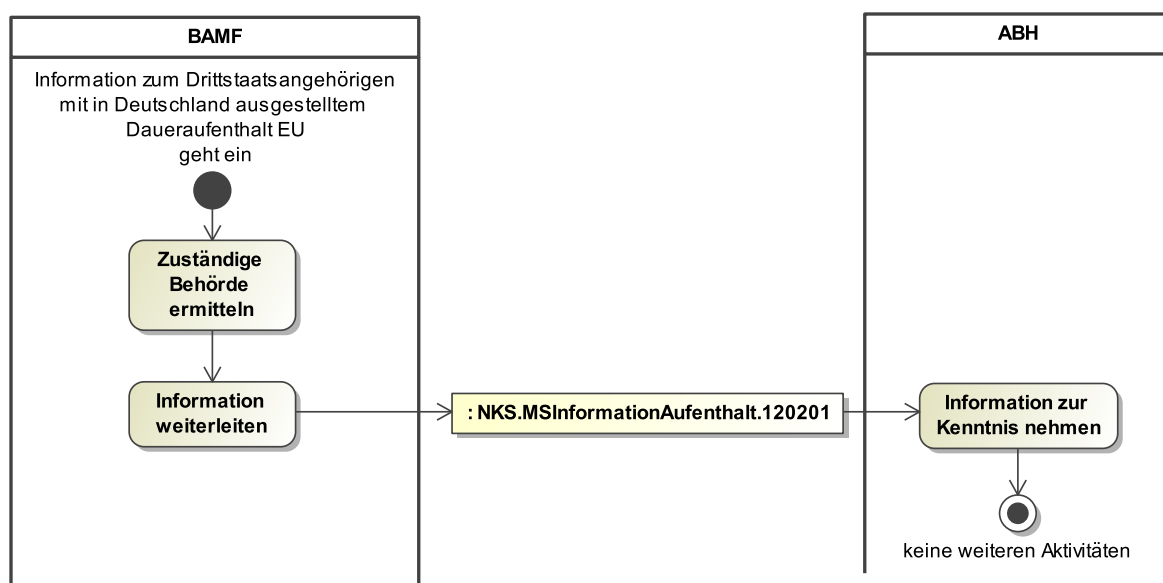 BAMF
Information zum Drittstaatsangehörigen
mit in Deutschland ausgestelltem
Daueraufenthalt EU
geht ein
Zuständige
Behörde
ermitteln
Information
weiterleiten
: NKS.MSInformationAufenthalt.120201
ABH
Information zur
Kenntnis nehmen
keine weiteren Aktivitäten